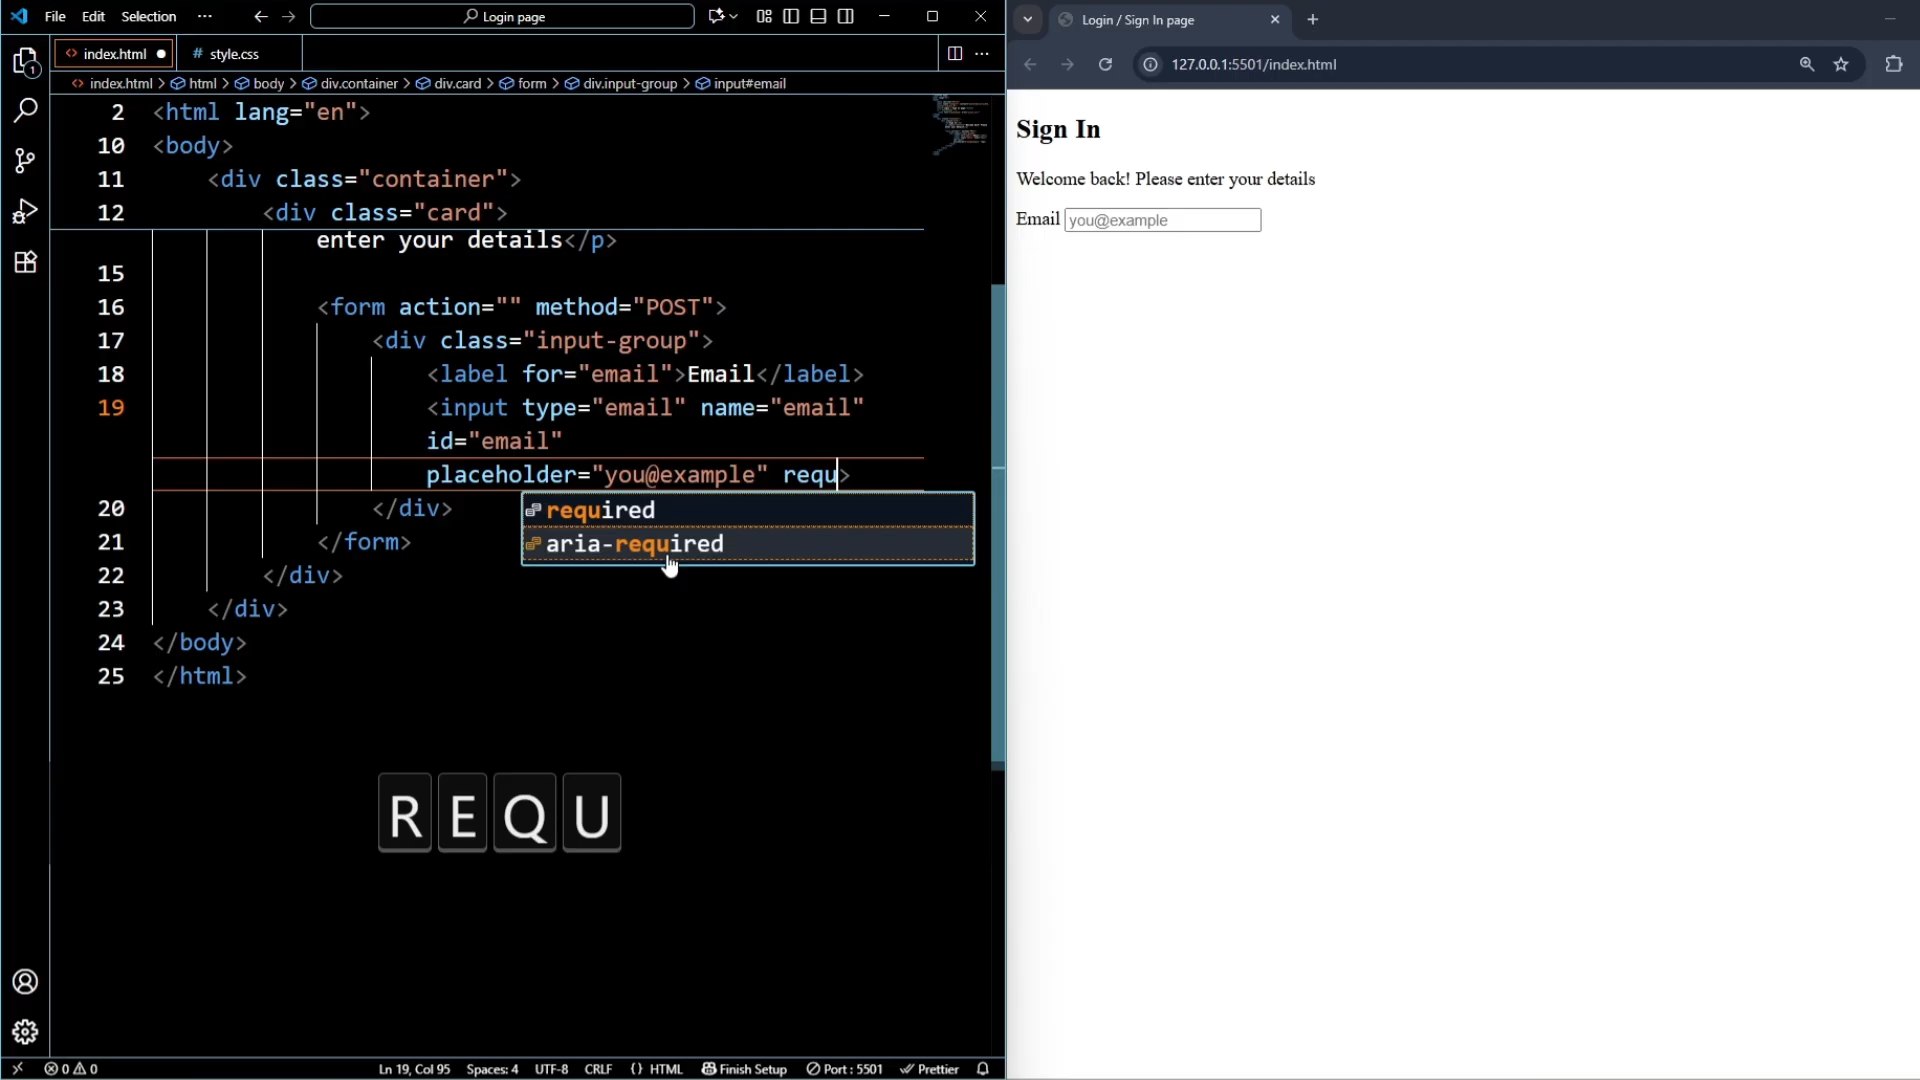 File Edit Selection ··· Login page
index.html style.css
index.html > html > body > div.container > div.card > form > div.input-group > input#email
2 <html lang="en">
10 <body>
11 <div class="container">
12 <div class="card">
enter your details</p>
15
16 <form action="" method="POST">
17 <div class="input-group">
18 <label for="email">Email</label>
19 <input type="email" name="email"
id="email"
placeholder="you@example" requ>
required
aria-required
20 </div>
21 </form>
22 </div>
23 </div>
24 </body>
25 </html>
R E Q U
1
0 0 Ln 19, Col 95 Spaces: 4 UTF-8 CRLF {} HTML Finish Setup Port : 5501 Prettier
Login / Sign In page
127.0.0.1:5501/index.html
Sign In
Welcome back! Please enter your details
Email you@example